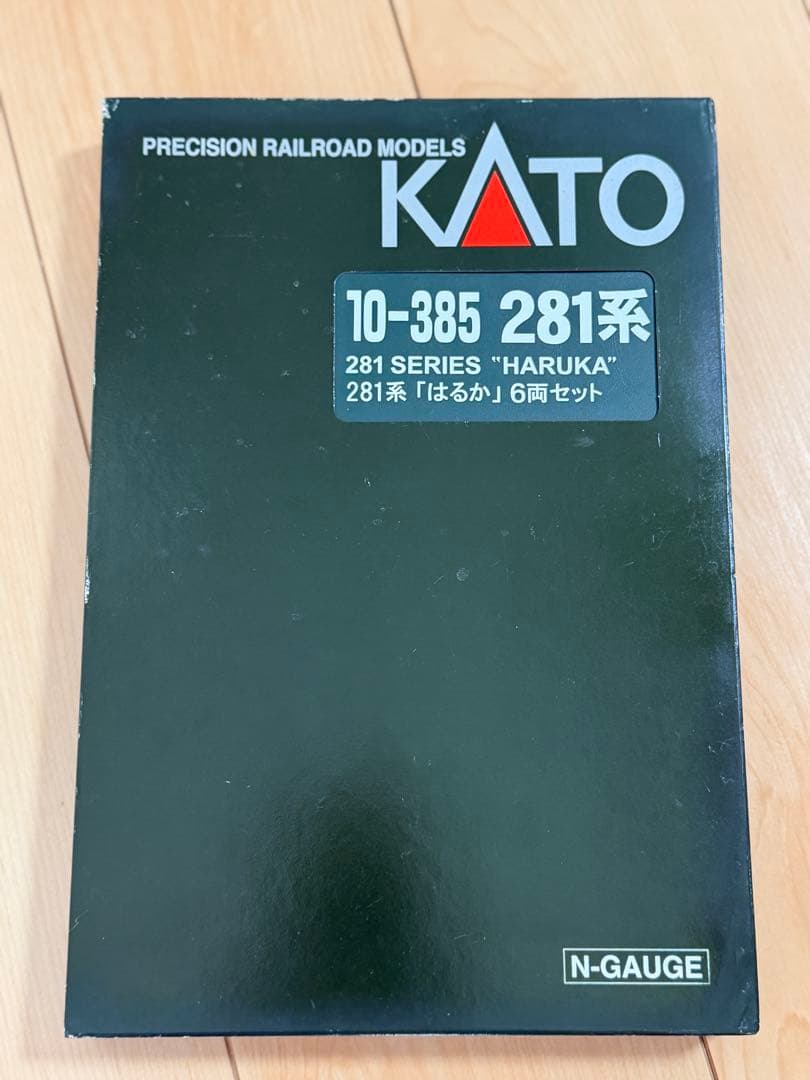 PRECISION RAILROAD MODELS
KATO
10-385 281系
281 SERIES "HARUKA"
281系「はるか」6両セット
N-GAUGE